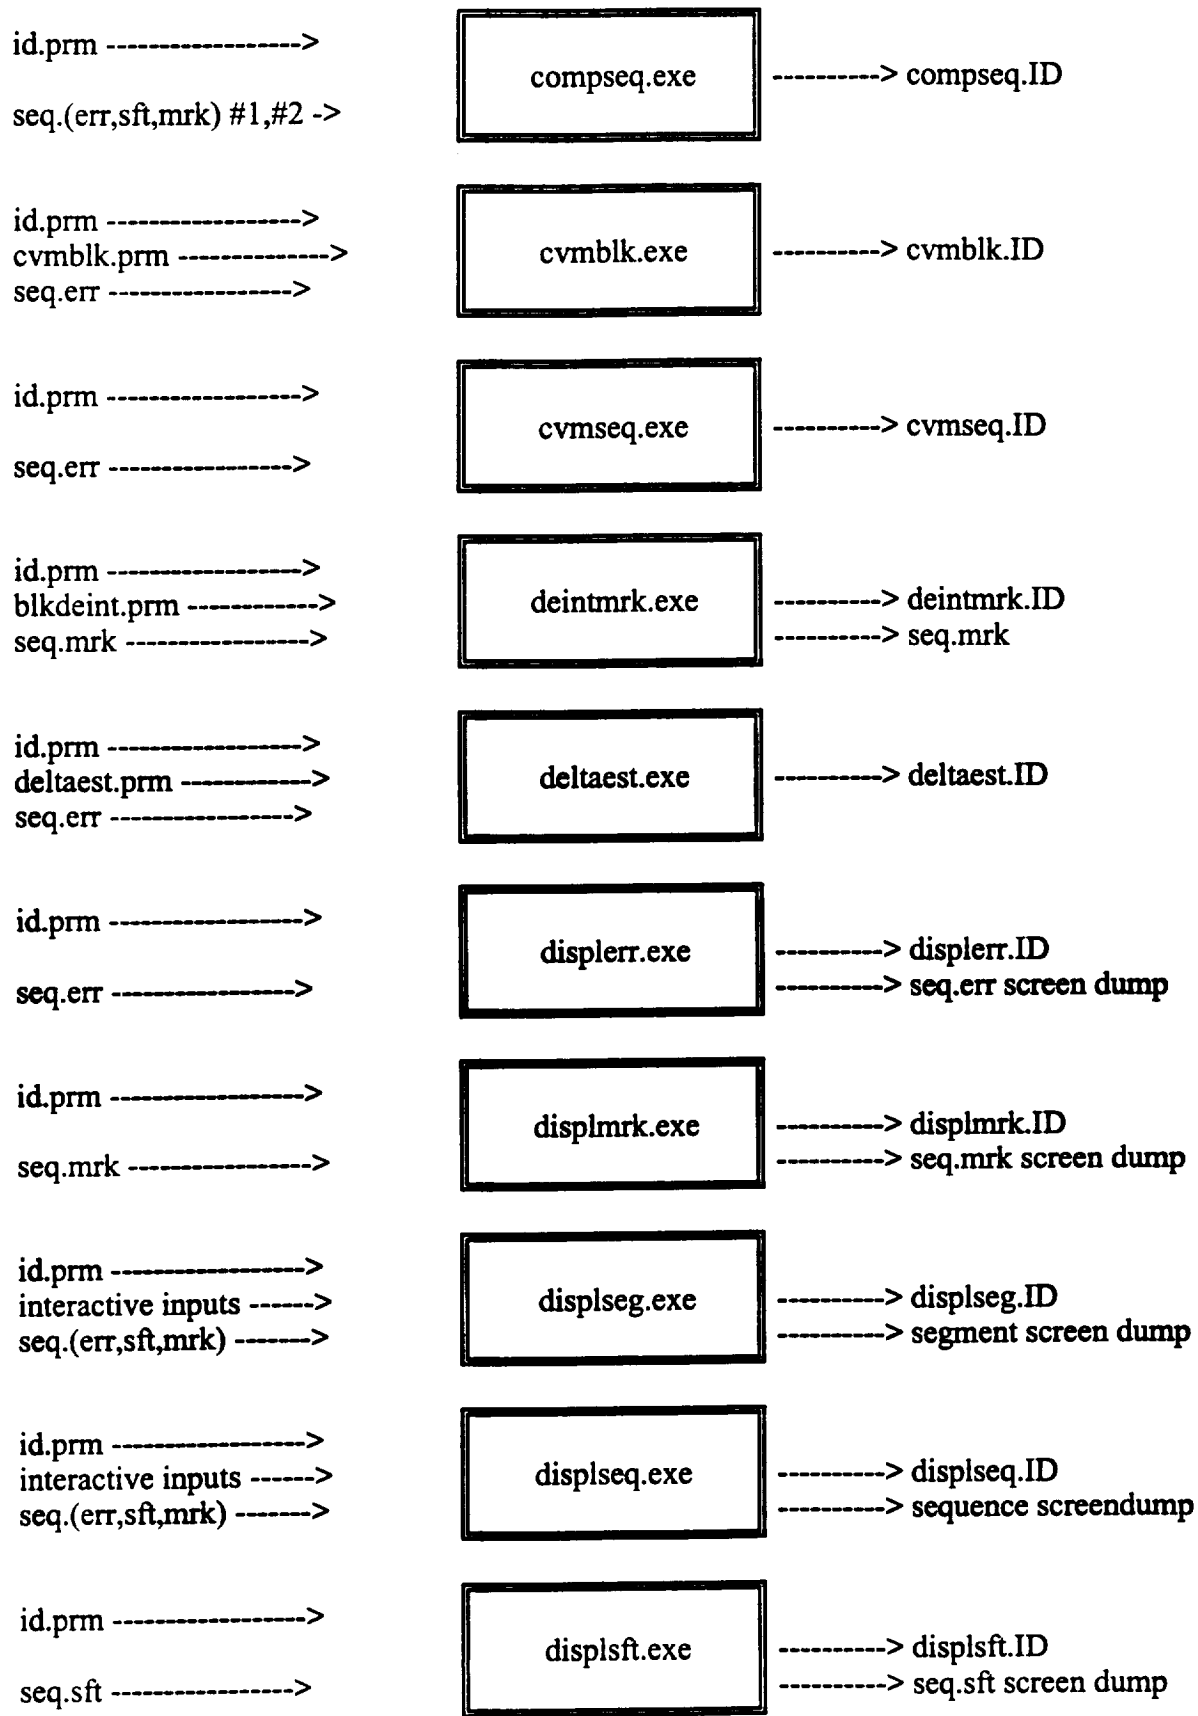 id.prm ------------------>
compseq.exe
----------> compseq.ID
seq.(err,sft,mrk) #1,#2 ->
id.prm ------------------>
cvmblk.prm -------------->
seq.err ----------------->
cvmblk.exe
----------> cvmblk.ID
id.prm ------------------>
cvmseq.exe
----------> cvmseq.ID
seq.err ----------------->
id.prm ------------------>
blkdeint.prm ------------>
seq.mrk ----------------->
deintmrk.exe
----------> deintmrk.ID
----------> seq.mrk
id.prm ------------------>
deltaest.prm ------------>
seq.err ----------------->
deltaest.exe
----------> deltaest.ID
id.prm ------------------>
seq.err ----------------->
displerr.exe
----------> displerr.ID
----------> seq.err screen dump
id.prm ------------------>
seq.mrk ----------------->
displmrk.exe
----------> displmrk.ID
----------> seq.mrk screen dump
id.prm ------------------>
interactive inputs ------>
seq.(err,sft,mrk) ------->
displseg.exe
----------> displseg.ID
----------> segment screen dump
id.prm ------------------>
interactive inputs ------>
seq.(err,sft,mrk) ------->
displseq.exe
----------> displseq.ID
----------> sequence screendump
id.prm ------------------>
seq.sft ----------------->
displsft.exe
----------> displsft.ID
----------> seq.sft screen dump